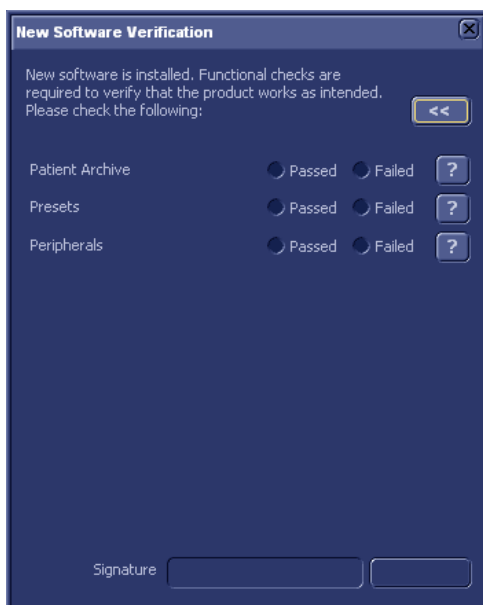 New Software Verification
New software is installed. Functional checks are
required to verify that the product works as intended.
Please check the following:
<<
Patient Archive Passed Failed ?
Presets Passed Failed ?
Peripherals Passed Failed ?
Signature